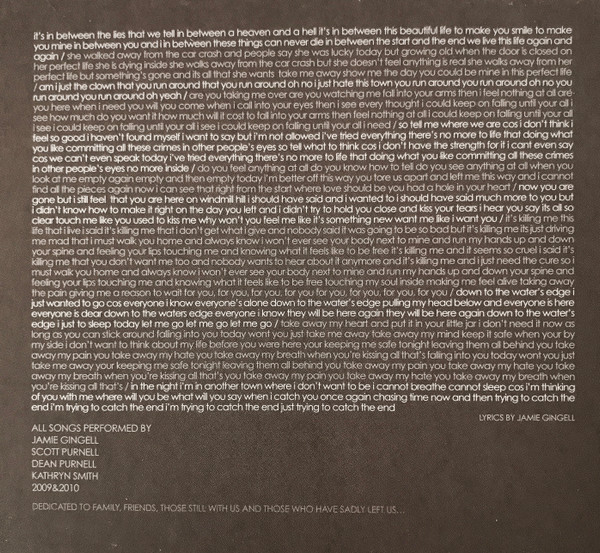 it's in between the lies that we tell in between a heaven and a hell it's in between this beautiful life to make you smile to make
you mine in between you and i in between these things can never die in between the start and the end we live this life again and
again / she walked away from the car crash and people say she was lucky today but growing old when the door is closed on
her perfect life she is dying inside she walks away from the car crash but she doesn't feel anything is real she walks away from her
perfect life but something's gone and its all that she wants take me away show me the day you could be mine in this perfect life
/ am i just the clown that you run around that you run around oh no i just hate this town you run around you run around oh no you
run around you run around oh yeah / are you taking me over are you watching me fall into your arms then i feel nothing at all are
you here when i need you will you come when i call into your eyes then i see every thought i could keep on falling until your all i
see how much do you want it how much will it cost to fall into your arms then feel nothing at all i could keep on falling until your all
i see i could keep on falling until your all i see i could keep on falling until your all i need / so tell me where we are cos i don't think i
feel so good i haven't found myself i want to say but i'm not allowed i've tried everything there's no more to life that doing what
you like committing all these crimes in other people's eyes so tell what to think cos i don't have the strength for it i cant even say
cos we can't even speak today i've tried everything there's no more to life that doing what you like committing all these crimes
in other people's eyes no more inside / do you feel anything at all do you know how to tell do you see anything at all when you
look at me empty again empty and then empty today i'm better off this way you tore us apart and left me this way and i cannot
find all the pieces again now i can see that right from the start where love should be you had a hole in your heart / now you are
gone but i still feel that you are here on windmill hill i should have said and i wanted to i should have said much more to you but
i didn't know how to make it right on the day you left and i didn't try to hold you close and kiss your tears i hear you say its all so
clear touch me like you used to kiss me why won't you feel me like it's something new want me like i want you / it's killing me this
life that i live i said it's killing me that i don't get what i give and nobody said it was going to be so bad but it's killing me its just driving
me mad that i must walk you home and always know i won't ever see your body next to mine and run my hands up and down
your spine and feeling your lips touching me and knowing what it feels like to be free it's killing me and it seems so cruel i said it's
killing me that you don't want me too and nobody wants to hear about it anymore and it's killing me and i just need the cure so i
must walk you home and always know i won't ever see your body next to mine and run my hands up and down your spine and
feeling your lips touching me and knowing what it feels like to be free touching my soul inside making me feel alive taking away
the pain giving me a reason to wait for you, for you, for you, for you, for you, for you, for you, for you / down to the water's edge i
just wanted to go cos everyone i know everyone's alone down to the water's edge pulling my head below and everyone is here
everyone is dear down to the waters edge everyone i know they will be here again they will be here again down to the water's
edge i just to sleep today let me go let me go let me go / take away my heart and put it in your little jar i don't need it now as
long as you can stick around falling into you today wont you just take me away take away my mind keep it safe when your by
my side i don't want to think about my life before you were here your keeping me safe tonight leaving them all behind you take
away my pain you take away my hate you take away my breath when you're kissing all that's falling into you today wont you just
take me away your keeping me safe tonight leaving them all behind you take away my pain you take away my hate you take
away my breath when you're kissing all that's you take away my pain you take away my hate you take away my breath when
you're kissing all that's / in the night i'm in another town where i don't want to be i cannot breathe cannot sleep cos i'm thinking
of you with me where will you be what will you say when i catch you once again chasing time now and then trying to catch the
end i'm trying to catch the end i'm trying to catch the end just trying to catch the end
LYRICS BY JAMIE GINGELL
ALL SONGS PERFORMED BY
JAMIE GINGELL
SCOTT PURNELL
DEAN PURNELL
KATHRYN SMITH
2009&2010
DEDICATED TO FAMILY, FRIENDS, THOSE STILL WITH US AND THOSE WHO HAVE SADLY LEFT US...